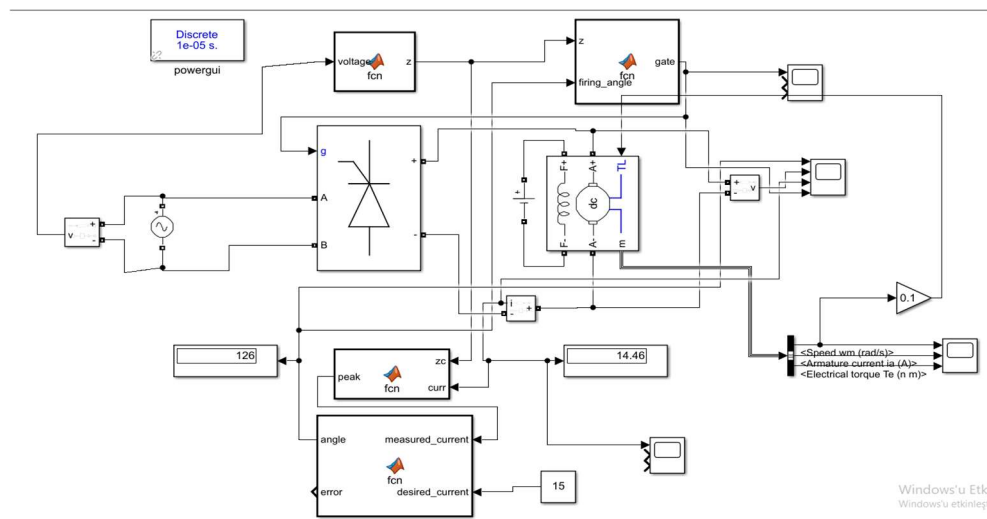 Discrete
1e-05 s.
powergui
voltage
z
fcn
z
gate
firing_angle
fcn
g
A
B
+
-
F+
A+
TL
dc
F-
A-
m
+
-
v
v
+
-
i
-
+
0.1
<Speed wm (rad/s)>
<Armature current ia (A)>
<Electrical torque Te (n m)>
126
14.46
peak
zc
curr
fcn
angle
measured_current
error
desired_current
fcn
15
Windows'u Etk
Windows'u etkinleş